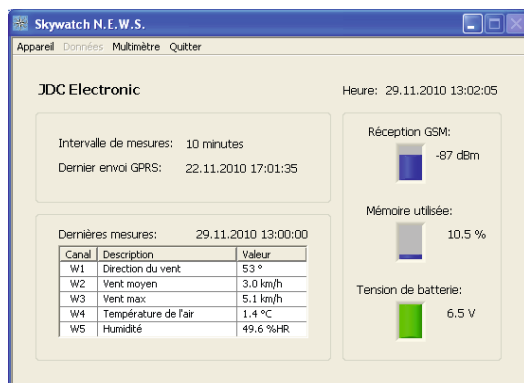 Skywatch N.E.W.S.
Appareil Données Multimètre Quitter
JDC Electronic
Heure: 29.11.2010 13:02:05
Intervalle de mesures: 10 minutes
Dernier envoi GPRS: 22.11.2010 17:01:35
Réception GSM:
-87 dBm
Mémoire utilisée:
10.5 %
Tension de batterie:
6.5 V
Dernières mesures: 29.11.2010 13:00:00
Canal Description Valeur
W1 Direction du vent 53 °
W2 Vent moyen 3.0 km/h
W3 Vent max 5.1 km/h
W4 Température de l'air 1.4 °C
W5 Humidité 49.6 %HR